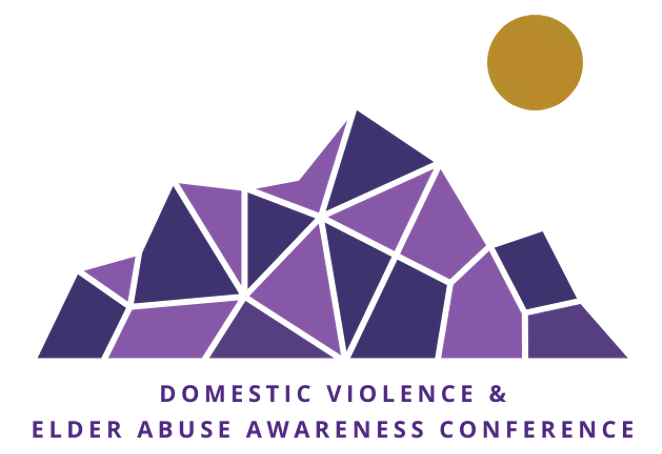 DOMESTIC VIOLENCE &
ELDER ABUSE AWARENESS CONFERENCE